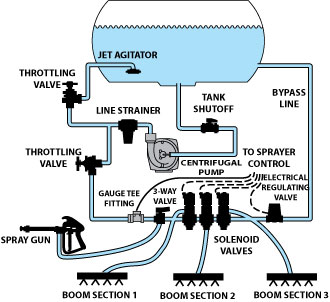 JET AGITATOR
THROTTLING
VALVE
BYPASS
LINE
LINE STRAINER
TANK
SHUTOFF
THROTTLING
VALVE
TO SPRAYER
CONTROL
CENTRIFUGAL
PUMP
ELECTRICAL
REGULATING
VALVE
GAUGE TEE
FITTING
3-WAY
VALVE
SPRAY GUN
SOLENOID
VALVES
BOOM SECTION 1
BOOM SECTION 2
BOOM SECTION 3